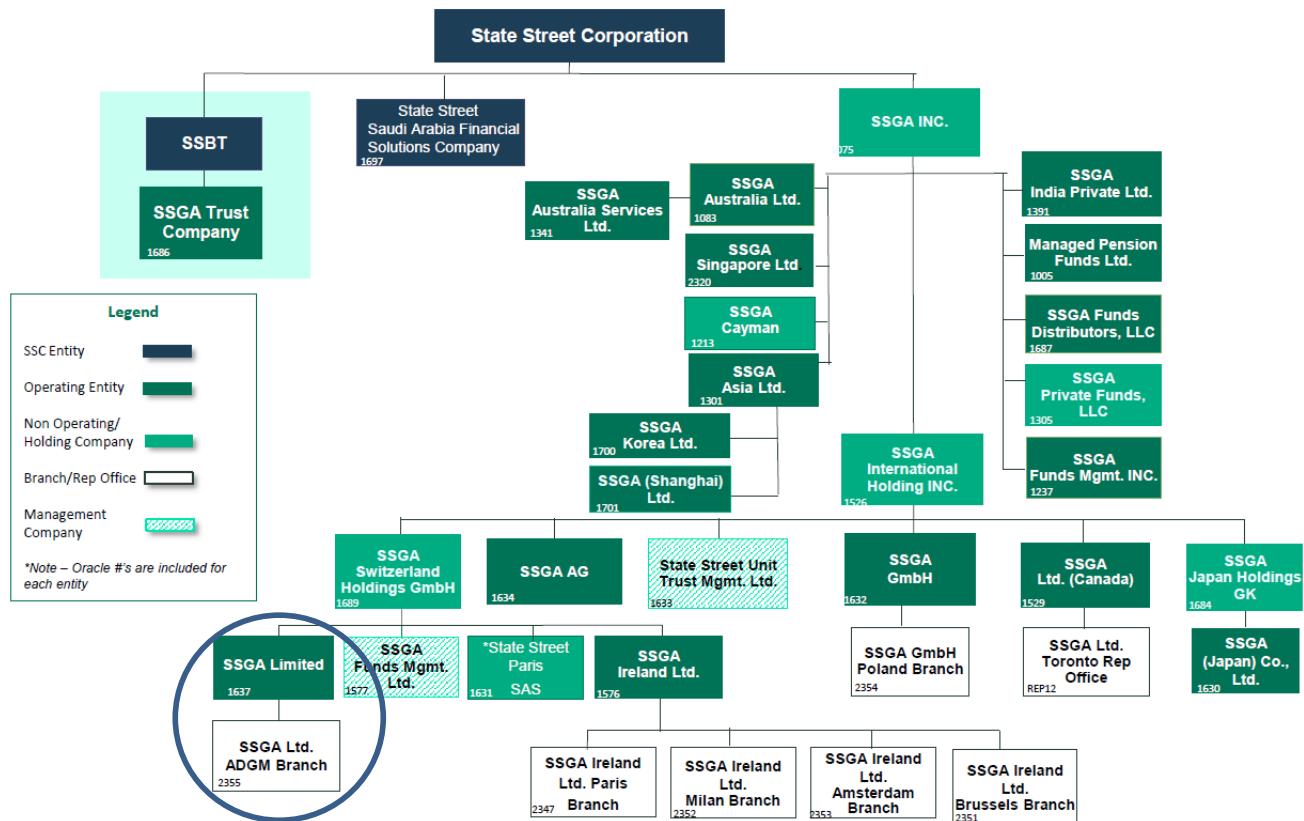 State Street Corporation
SSBT
State Street
Saudi Arabia Financial
Solutions Company
1697
SSGA INC.
075
SSGA Trust
Company
1686
SSGA
Australia Services
Ltd.
1341
SSGA
Australia Ltd.
1083
SSGA
Singapore Ltd.
2320
SSGA
Cayman
1213
SSGA
Asia Ltd.
1301
SSGA
Korea Ltd.
1700
SSGA (Shanghai)
Ltd.
1701
SSGA
India Private Ltd.
1391
Managed Pension
Funds Ltd.
1005
SSGA Funds
Distributors, LLC
1687
SSGA
Private Funds,
LLC
1305
SSGA
Funds Mgmt. INC.
1237
SSGA
International
Holding INC.
1526
Legend
SSC Entity
Operating Entity
Non Operating/
Holding Company
Branch/Rep Office
Management
Company
*Note – Oracle #'s are included for
each entity
SSGA
Switzerland
Holdings GmbH
1689
SSGA AG
1634
State Street Unit
Trust Mgmt. Ltd.
1633
SSGA
GmbH
1632
SSGA
Ltd. (Canada)
1529
SSGA
Japan Holdings
GK
1684
SSGA Limited
1637
SSGA
Funds Mgmt.
Ltd.
1577
*State Street
Paris
SAS
1631
SSGA
Ireland Ltd.
1576
SSGA GmbH
Poland Branch
2354
SSGA Ltd.
Toronto Rep
Office
REP12
SSGA
(Japan) Co.,
Ltd.
1630
SSGA Ltd.
ADGM Branch
2355
SSGA Ireland
Ltd. Paris
Branch
2347
SSGA Ireland
Ltd.
Milan Branch
2352
SSGA Ireland
Ltd.
Amsterdam
Branch
2353
SSGA Ireland
Ltd.
Brussels Branch
2351